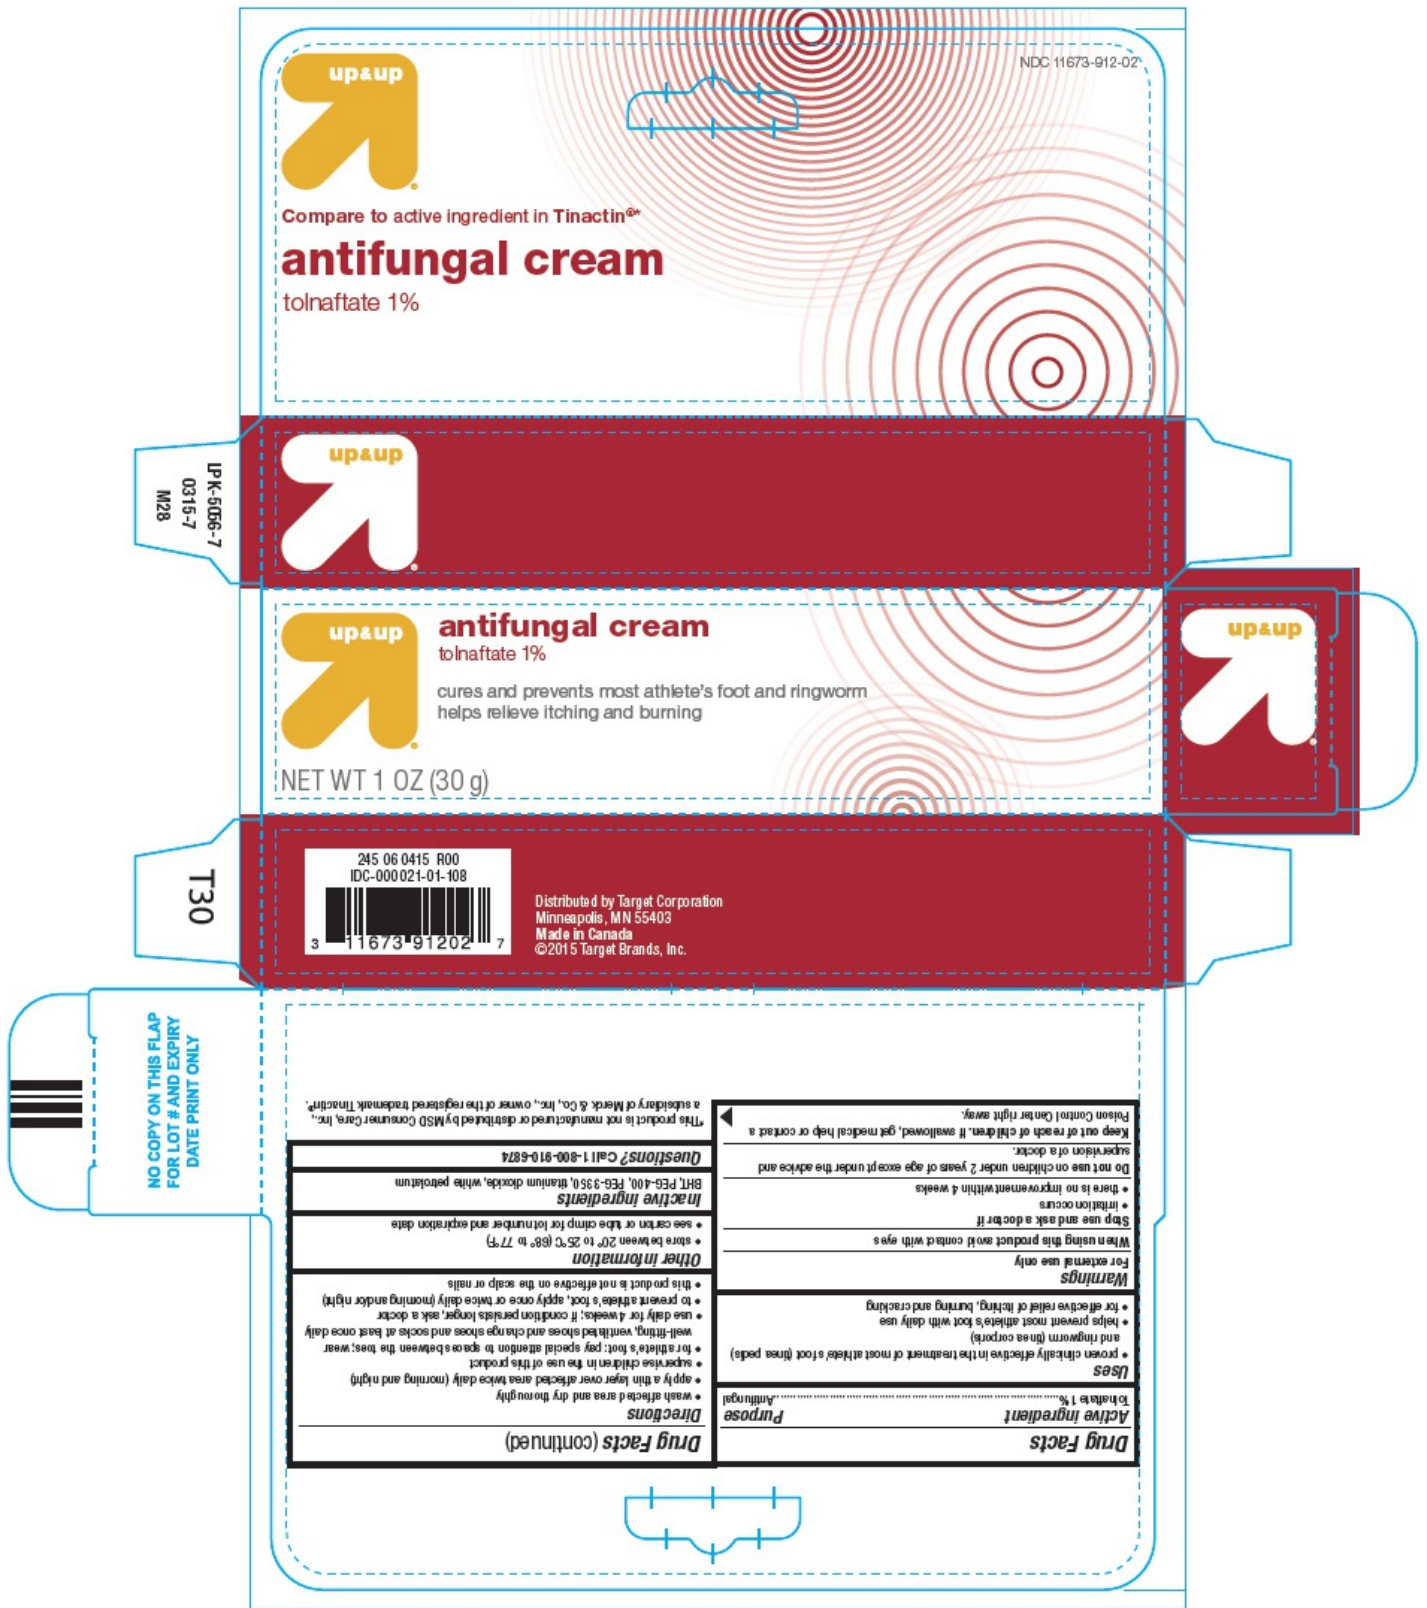 up&up
NDC 11673-912-02
Compare to active ingredient in Tinactin®*
antifungal cream
tolnaftate 1%
up&up
IPK-5056-7
0315-7
M28
up&up
antifungal cream
tolnaftate 1%
cures and prevents most athlete's foot and ringworm
helps relieve itching and burning
NET WT 1 OZ (30 g)
up&up
T30
245 06 0415 R00
IDC-000021-01-108
3 11673 91202 7
Distributed by Target Corporation
Minneapolis, MN 55403
Made in Canada
©2015 Target Brands, Inc.
NO COPY ON THIS FLAP
FOR LOT # AND EXPIRY
DATE PRINT ONLY
Drug Facts
Active ingredient Purpose
Tolnaftate 1%.....Antifungal
Uses
• proven clinically effective in the treatment of most athlete's foot (tinea pedis)
and ringworm (tinea corporis)
• helps prevent most athlete's foot with daily use
• for effective relief of itching, burning and cracking
Warnings
For external use only
When using this product avoid contact with eyes
Stop use and ask a doctor if
• irritation occurs
• there is no improvement within 4 weeks
Do not use on children under 2 years of age except under the advice and
supervision of a doctor.
Keep out of reach of children. If swallowed, get medical help or contact a
Poison Control Center right away.
Drug Facts (continued)
Directions
• wash affected area and dry thoroughly
• apply a thin layer over affected area twice daily (morning and night)
• supervise children in the use of this product
• for athlete's foot: pay special attention to spaces between the toes; wear
well-fitting, ventilated shoes and change shoes and socks at least once daily
• use daily for 4 weeks; if condition persists longer, ask a doctor
• to prevent athlete's foot, apply once or twice daily (morning and/or night)
• this product is not effective on the scalp or nails
Other information
• store between 20° to 25°C (68° to 77°F)
• see carton or tube crimp for lot number and expiration date
Inactive ingredients
BHT, PEG-400, PEG-3350, titanium dioxide, white petrolatum
Questions? Call 1-800-910-6874
*This product is not manufactured or distributed by MSD Consumer Care, Inc.,
a subsidiary of Merck & Co., Inc., owner of the registered trademark Tinactin®.